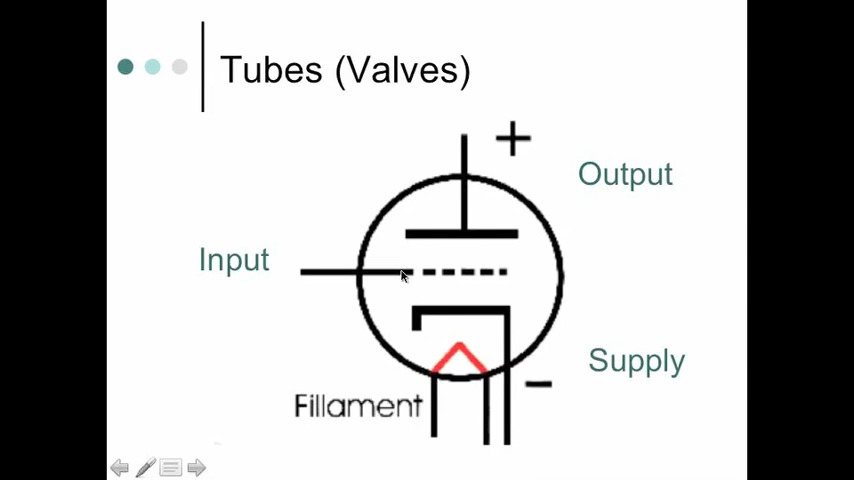 Tubes (Valves)
+
Output
Input
Supply
–
Fillament